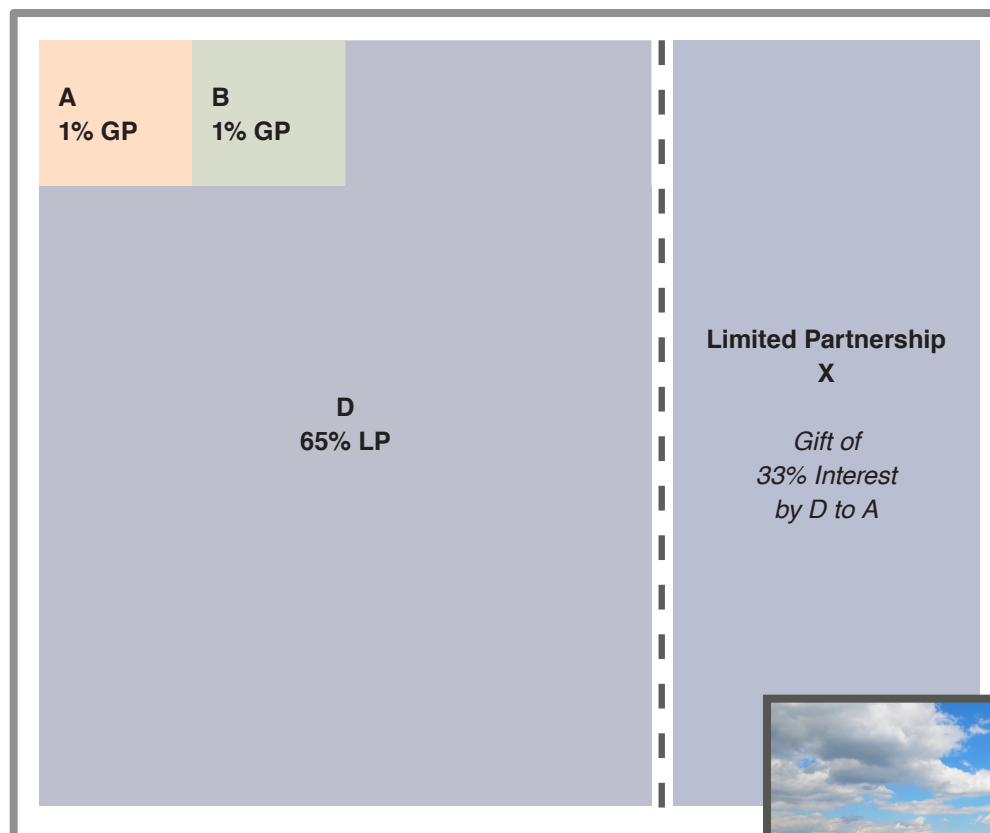 A
1% GP
B
1% GP
D
65% LP
Limited Partnership
X
Gift of
33% Interest
by D to A